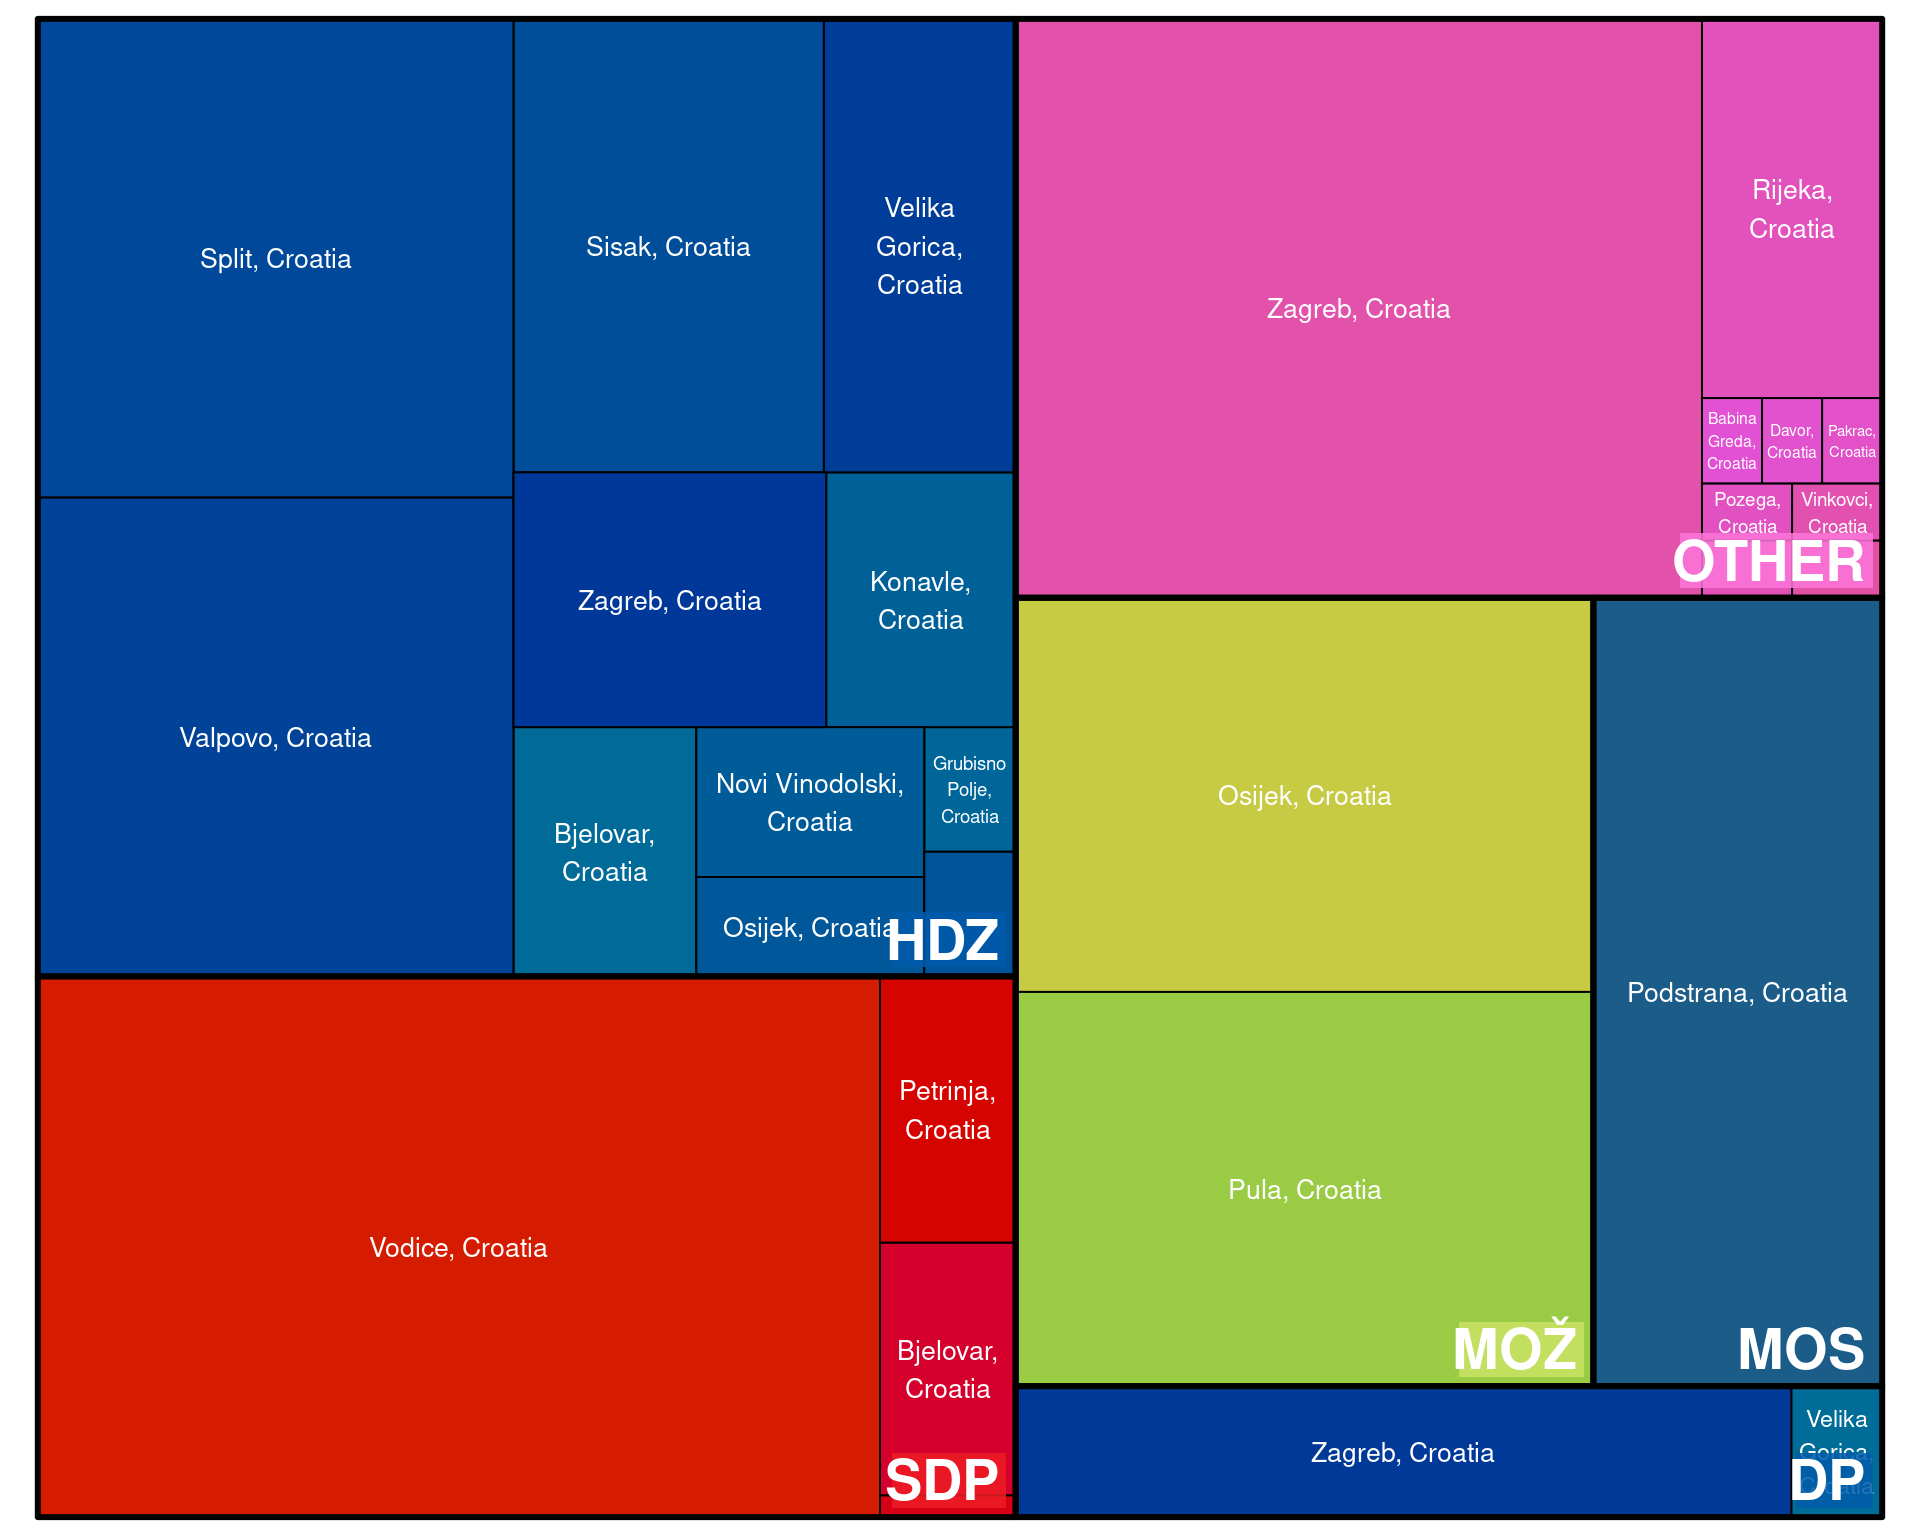 Split, Croatia
Sisak, Croatia
Velika
Gorica,
Croatia
Valpovo, Croatia
Zagreb, Croatia
Konavle,
Croatia
Bjelovar,
Croatia
Novi Vinodolski,
Croatia
Grubisno
Polje,
Croatia
Osijek, Croatia
HDZ
Vodice, Croatia
Petrinja,
Croatia
Bjelovar,
Croatia
SDP
Zagreb, Croatia
Rijeka,
Croatia
Babina
Greda,
Croatia
Davor,
Croatia
Pakrac,
Croatia
Pozega,
Croatia
Vinkovci,
Croatia
OTHER
Osijek, Croatia
Pula, Croatia
MOŽ
Podstrana, Croatia
MOS
Zagreb, Croatia
Velika
Gorica,
Croatia
DP